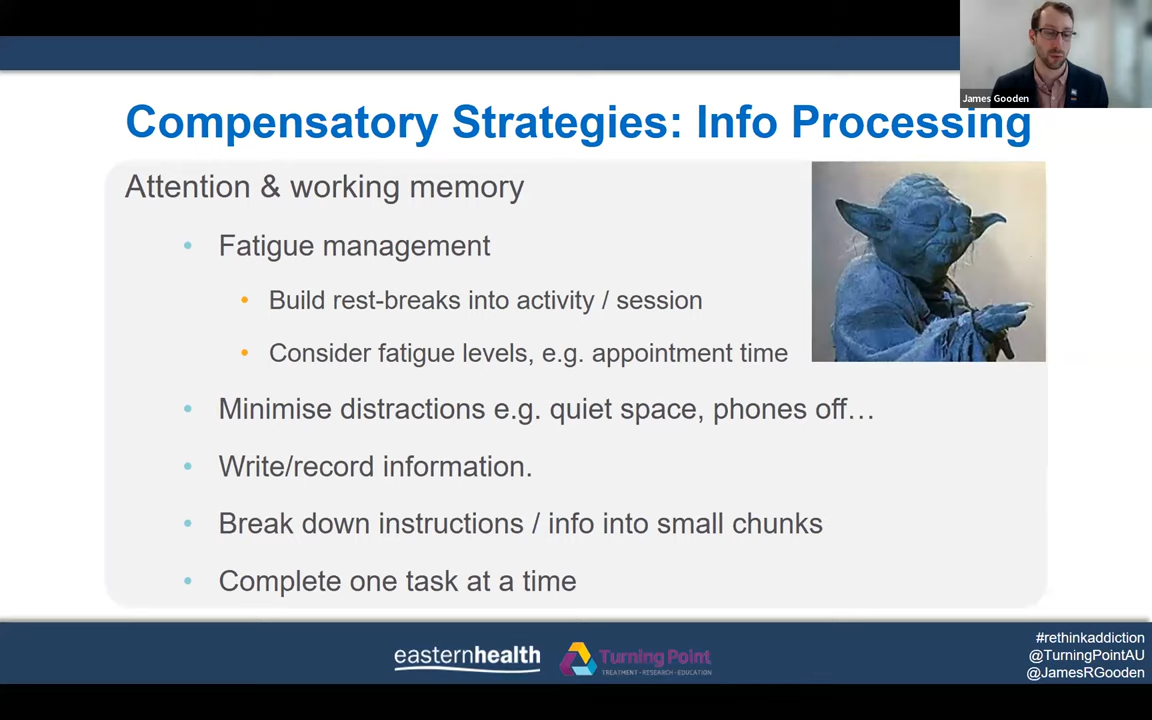 James Gooden
Compensatory Strategies: Info Processing
Attention & working memory
• Fatigue management
• Build rest-breaks into activity / session
• Consider fatigue levels, e.g. appointment time
• Minimise distractions e.g. quiet space, phones off…
• Write/record information.
• Break down instructions / info into small chunks
• Complete one task at a time
easternhealth
Turning Point
TREATMENT • RESEARCH • EDUCATION
#rethinkaddiction
@TurningPointAU
@JamesRGooden